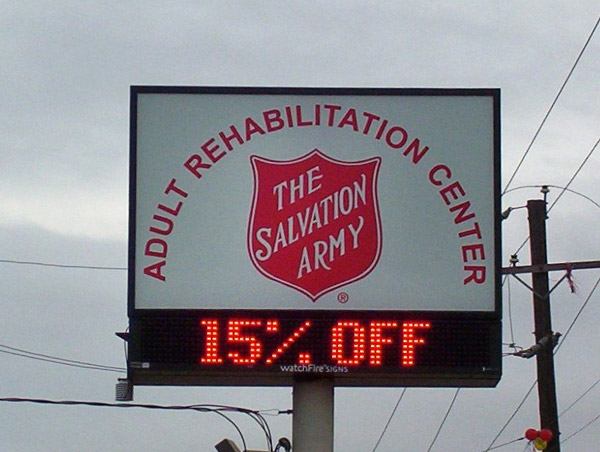 ADULT REHABILITATION CENTER
THE
SALVATION
ARMY
®
15% OFF
watchFire SIGNS